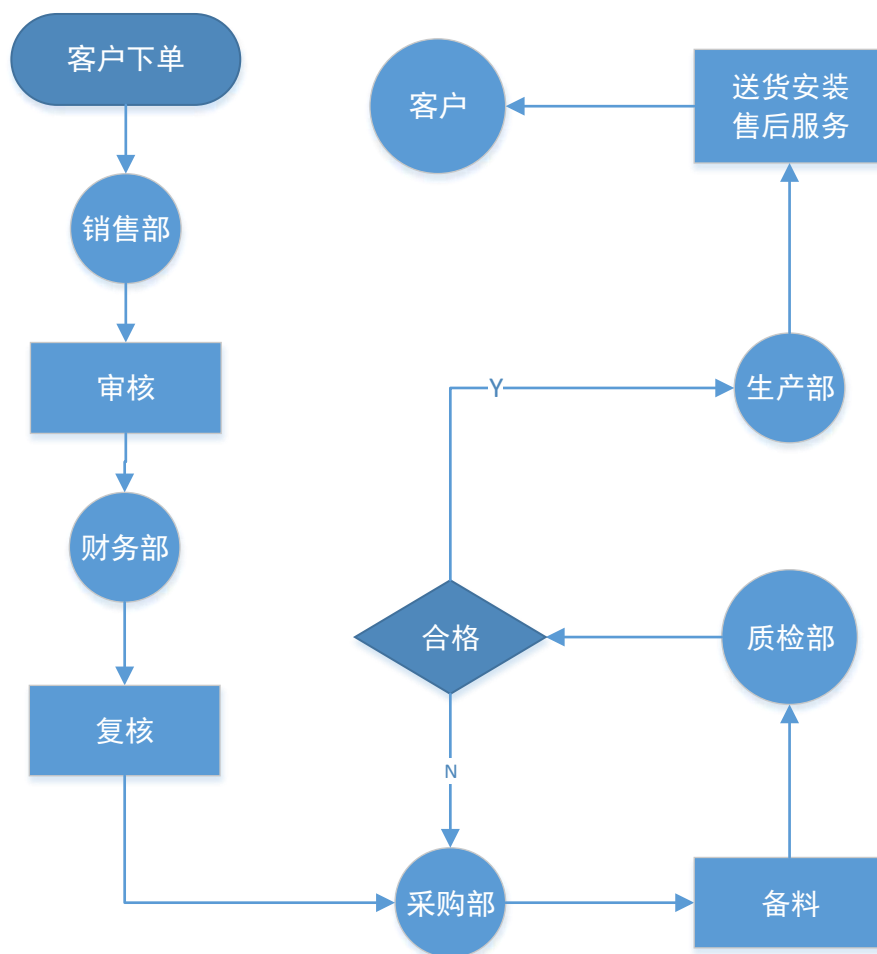 客户下单
销售部
审核
财务部
复核
采购部
备料
质检部
合格
N
Y
生产部
送货安装
售后服务
客户